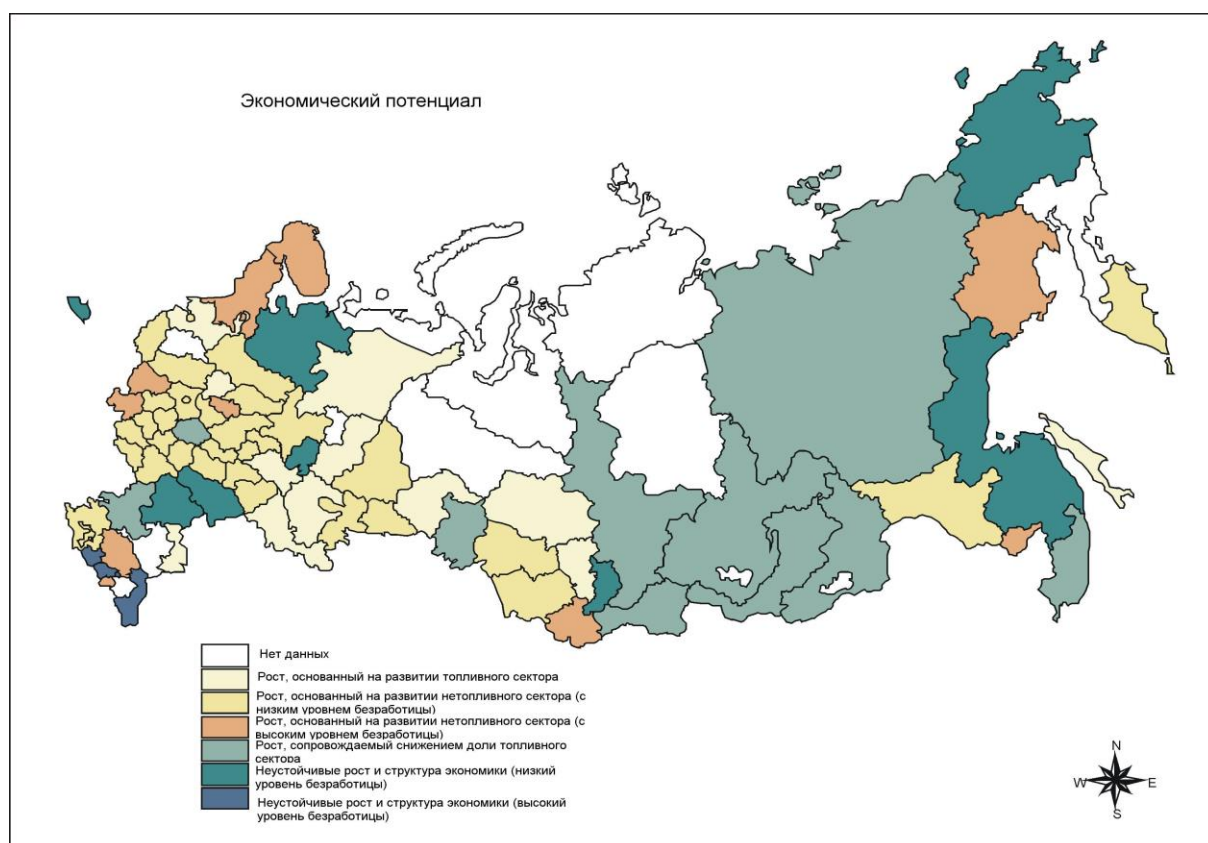 Экономический потенциал
Нет данных
Рост, основанный на развитии топливного сектора
Рост, основанный на развитии нетопливного сектора (с
низким уровнем безработицы)
Рост, основанный на развитии нетопливного сектора (с
высоким уровнем безработицы)
Рост, сопровождаемый снижением доли топливного
сектора
Неустойчивые рост и структура экономики (низкий
уровень безработицы)
Неустойчивые рост и структура экономики (высокий
уровень безработицы)
N
W E
S